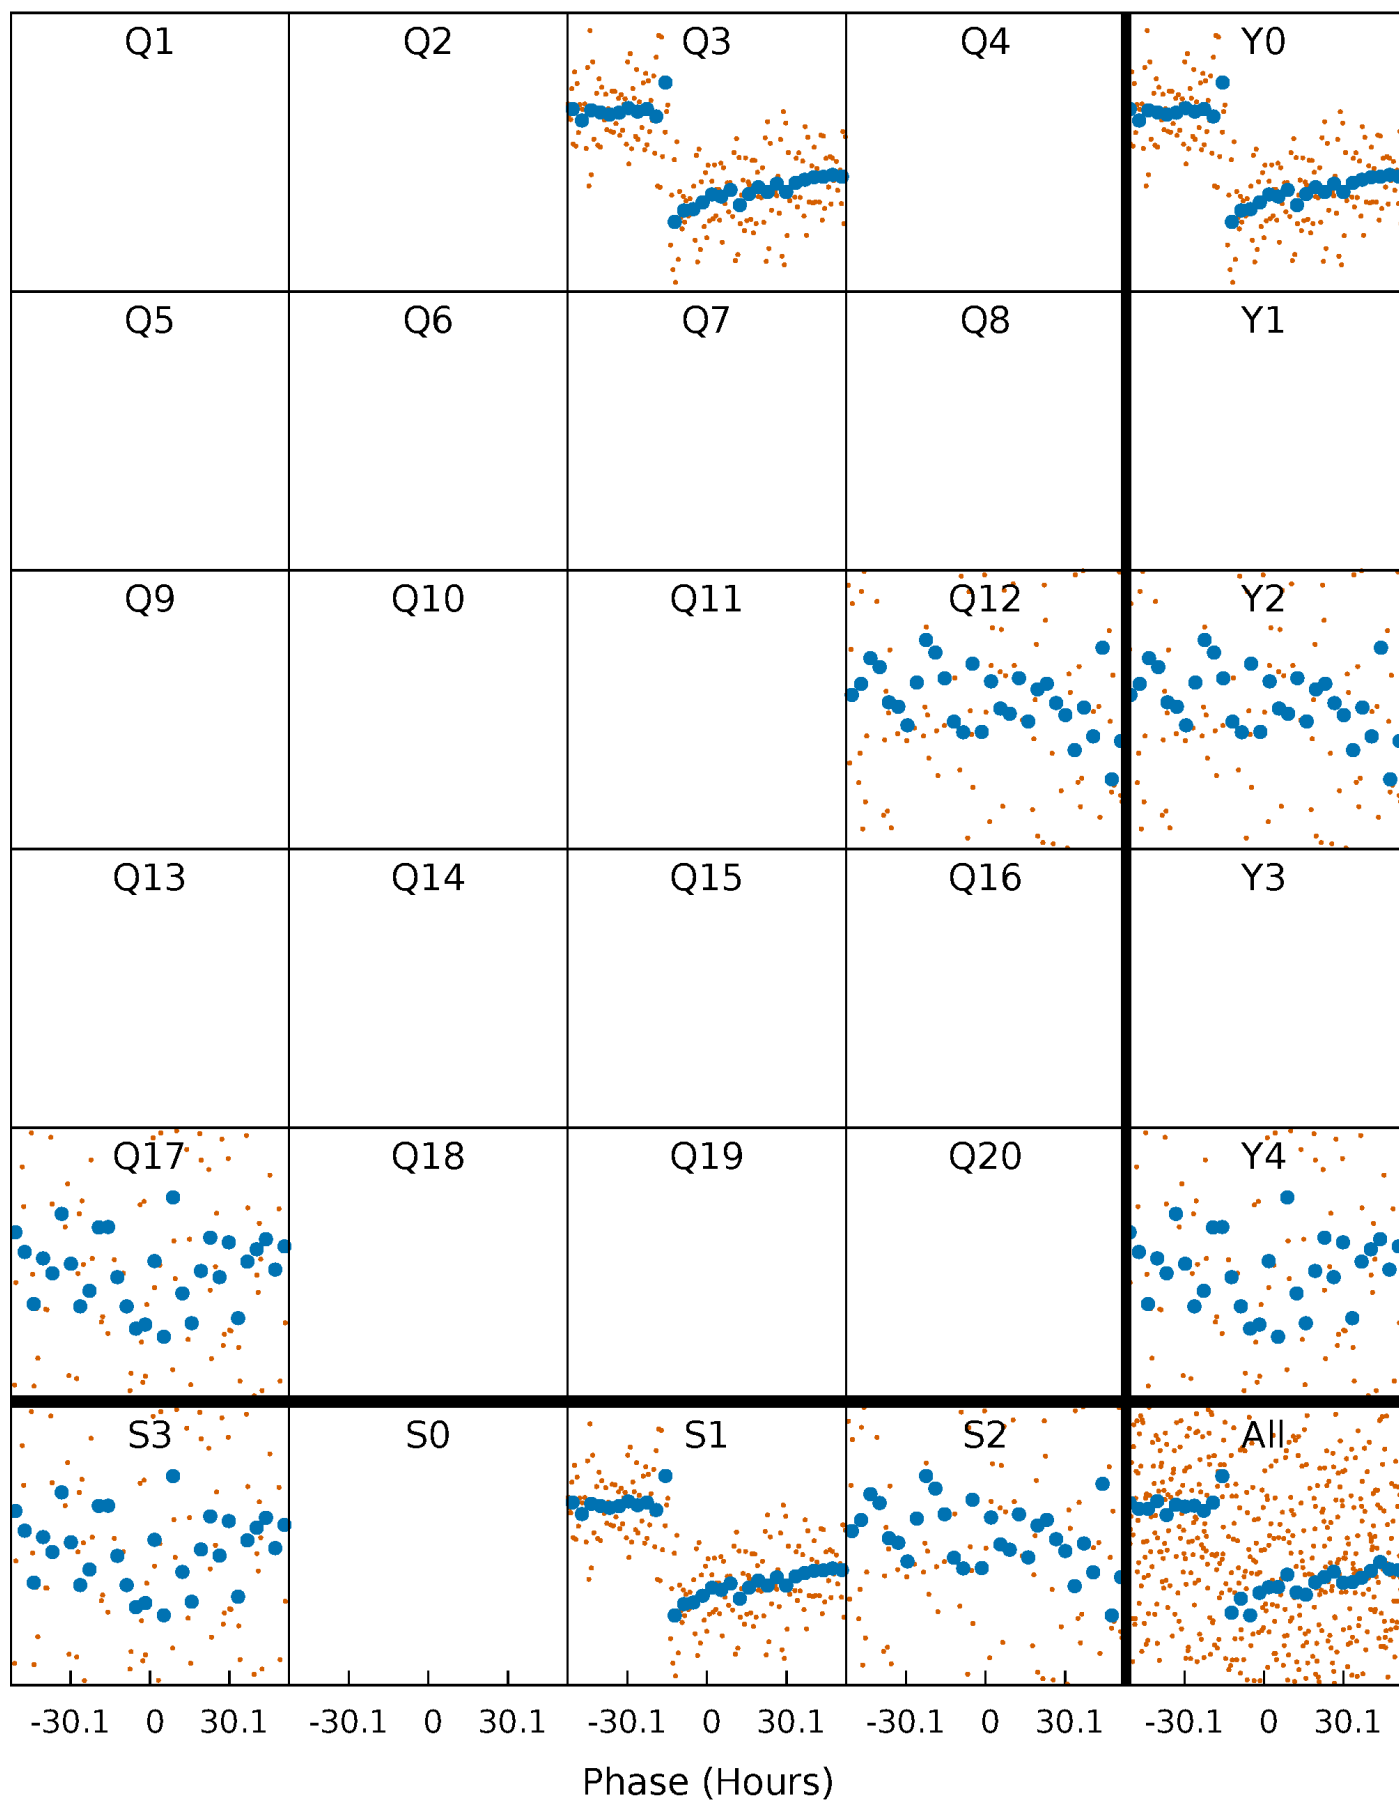 Q1 Q2 Q3 Q4 Y0
Q5 Q6 Q7 Q8 Y1
Q9 Q10 Q11 Q12 Y2
Q13 Q14 Q15 Q16 Y3
Q17 Q18 Q19 Q20 Y4
S3 S0 S1 S2 All
-30.1 0 30.1 -30.1 0 30.1 -30.1 0 30.1 -30.1 0 30.1 -30.1 0 30.1
Phase (Hours)